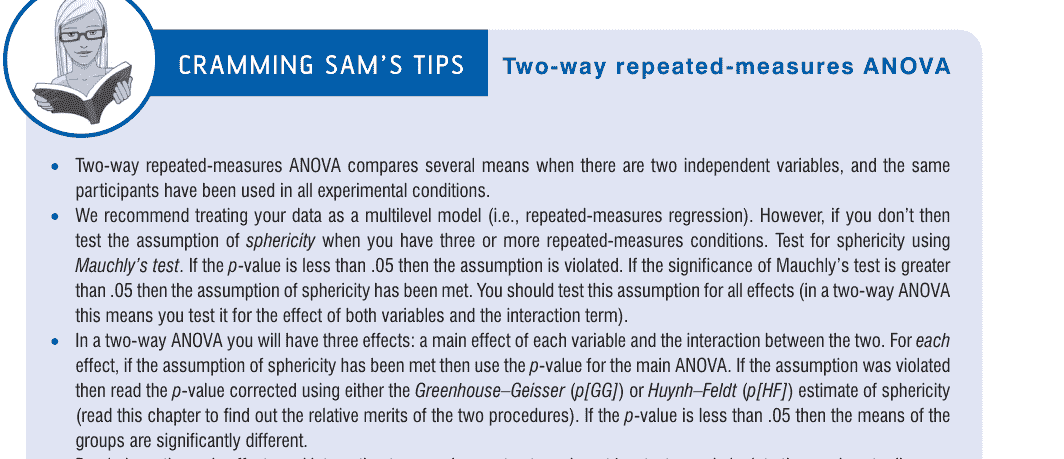 CRAMMING SAM'S TIPS Two-way repeated-measures ANOVA
• Two-way repeated-measures ANOVA compares several means when there are two independent variables, and the same
participants have been used in all experimental conditions.
• We recommend treating your data as a multilevel model (i.e., repeated-measures regression). However, if you don't then
test the assumption of sphericity when you have three or more repeated-measures conditions. Test for sphericity using
Mauchly's test. If the p-value is less than .05 then the assumption is violated. If the significance of Mauchly's test is greater
than .05 then the assumption of sphericity has been met. You should test this assumption for all effects (in a two-way ANOVA
this means you test it for the effect of both variables and the interaction term).
• In a two-way ANOVA you will have three effects: a main effect of each variable and the interaction between the two. For each
effect, if the assumption of sphericity has been met then use the p-value for the main ANOVA. If the assumption was violated
then read the p-value corrected using either the Greenhouse–Geisser (p[GG]) or Huynh–Feldt (p[HF]) estimate of sphericity
(read this chapter to find out the relative merits of the two procedures). If the p-value is less than .05 then the means of the
groups are significantly different.